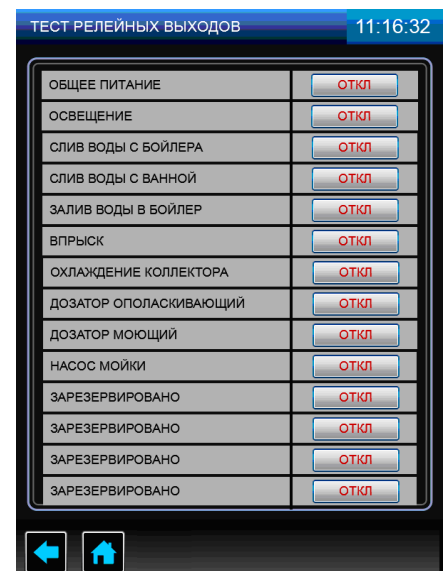 ТЕСТ РЕЛЕЙНЫХ ВЫХОДОВ 11:16:32
ОБЩЕЕ ПИТАНИЕ ОТКЛ
ОСВЕЩЕНИЕ ОТКЛ
СЛИВ ВОДЫ С БОЙЛЕРА ОТКЛ
СЛИВ ВОДЫ С ВАННОЙ ОТКЛ
ЗАЛИВ ВОДЫ В БОЙЛЕР ОТКЛ
ВПРЫСК ОТКЛ
ОХЛАЖДЕНИЕ КОЛЛЕКТОРА ОТКЛ
ДОЗАТОР ОПОЛАСКИВАЮЩИЙ ОТКЛ
ДОЗАТОР МОЮЩИЙ ОТКЛ
НАСОС МОЙКИ ОТКЛ
ЗАРЕЗЕРВИРОВАНО ОТКЛ
ЗАРЕЗЕРВИРОВАНО ОТКЛ
ЗАРЕЗЕРВИРОВАНО ОТКЛ
ЗАРЕЗЕРВИРОВАНО ОТКЛ